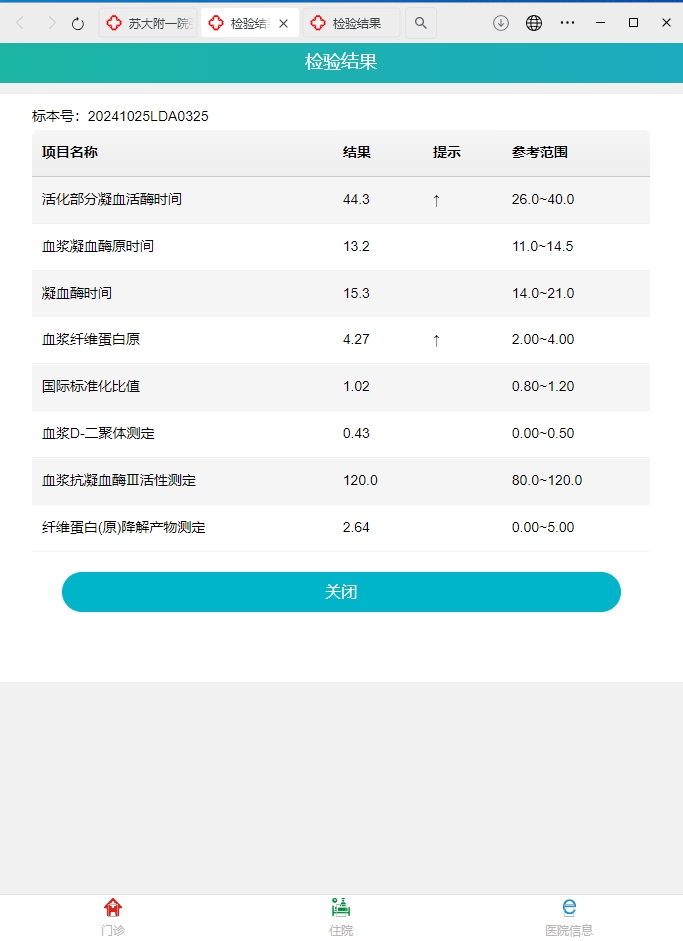 苏大附一院
检验结
检验结果
检验结果
标本号: 20241025LDA0325
项目名称 结果 提示 参考范围
活化部分凝血活酶时间 44.3 ↑ 26.0~40.0
血浆凝血酶原时间 13.2 11.0~14.5
凝血酶时间 15.3 14.0~21.0
血浆纤维蛋白原 4.27 ↑ 2.00~4.00
国际标准化比值 1.02 0.80~1.20
血浆D-二聚体测定 0.43 0.00~0.50
血浆抗凝血酶Ⅲ活性测定 120.0 80.0~120.0
纤维蛋白(原)降解产物测定 2.64 0.00~5.00
关闭
门诊 住院 医院信息